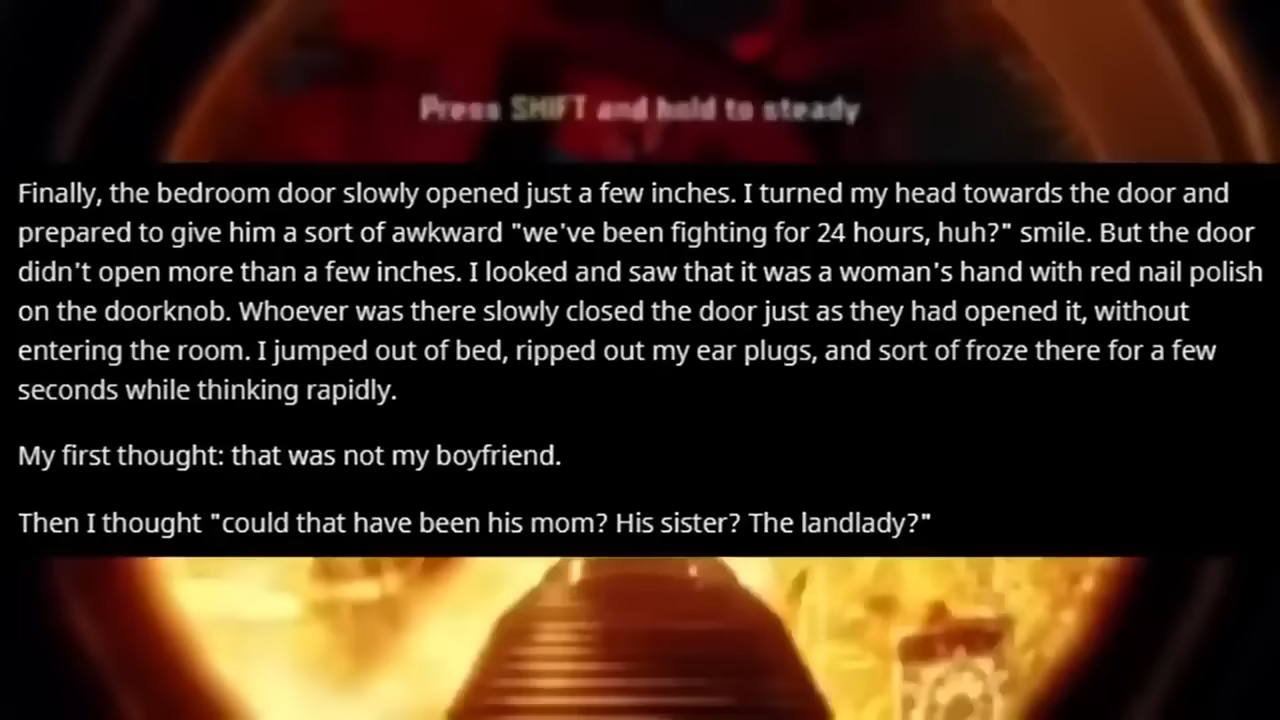 Press SHIFT and hold to steady
Finally, the bedroom door slowly opened just a few inches. I turned my head towards the door and
prepared to give him a sort of awkward "we've been fighting for 24 hours, huh?" smile. But the door
didn't open more than a few inches. I looked and saw that it was a woman's hand with red nail polish
on the doorknob. Whoever was there slowly closed the door just as they had opened it, without
entering the room. I jumped out of bed, ripped out my ear plugs, and sort of froze there for a few
seconds while thinking rapidly.
My first thought: that was not my boyfriend.
Then I thought "could that have been his mom? His sister? The landlady?"